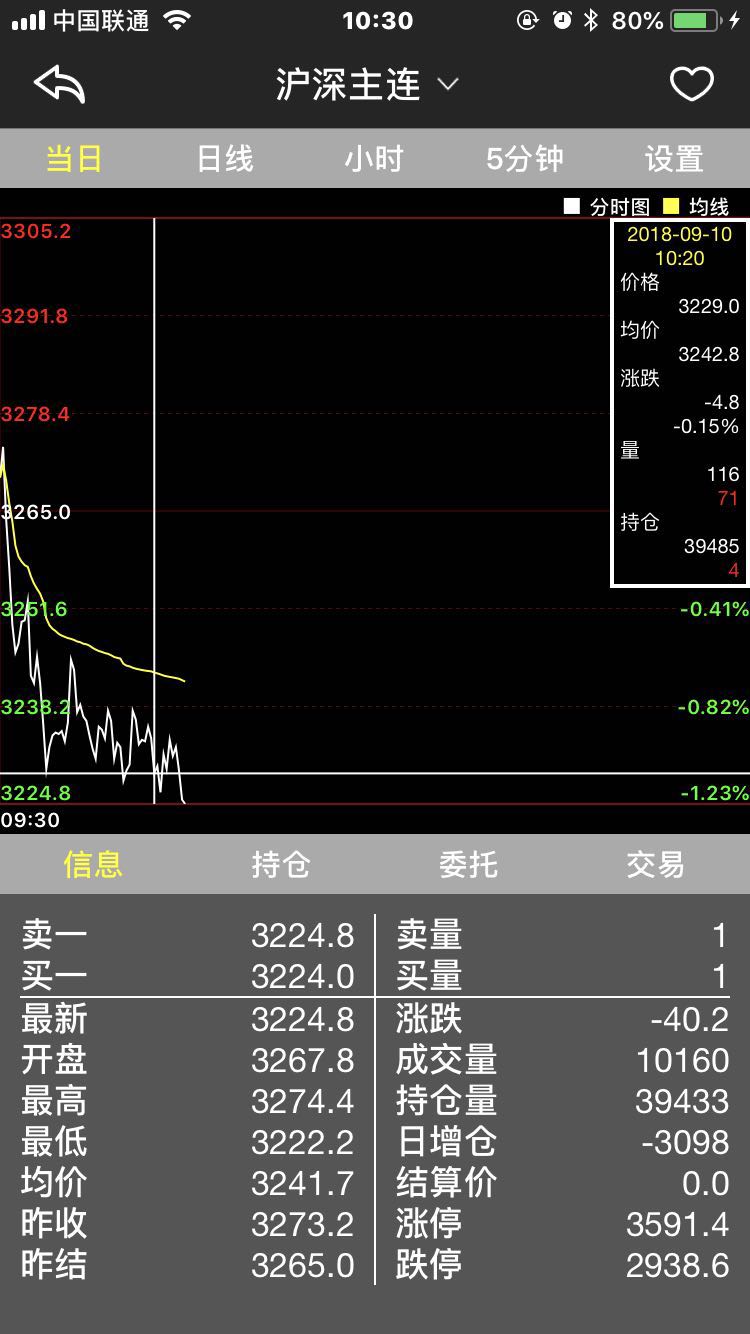 中国联通 10:30 80%
沪深主连
当日 日线 小时 5分钟 设置
分时图 均线
3305.2
3291.8
3278.4
3265.0
3251.6
3238.2
3224.8
09:30
2018-09-10
10:20
价格
3229.0
均价
3242.8
涨跌
-4.8
-0.15%
量
116
71
持仓
39485
4
-0.41%
-0.82%
-1.23%
信息 持仓 委托 交易
卖一 3224.8 卖量 1
买一 3224.0 买量 1
最新 3224.8 涨跌 -40.2
开盘 3267.8 成交量 10160
最高 3274.4 持仓量 39433
最低 3222.2 日增仓 -3098
均价 3241.7 结算价 0.0
昨收 3273.2 涨停 3591.4
昨结 3265.0 跌停 2938.6